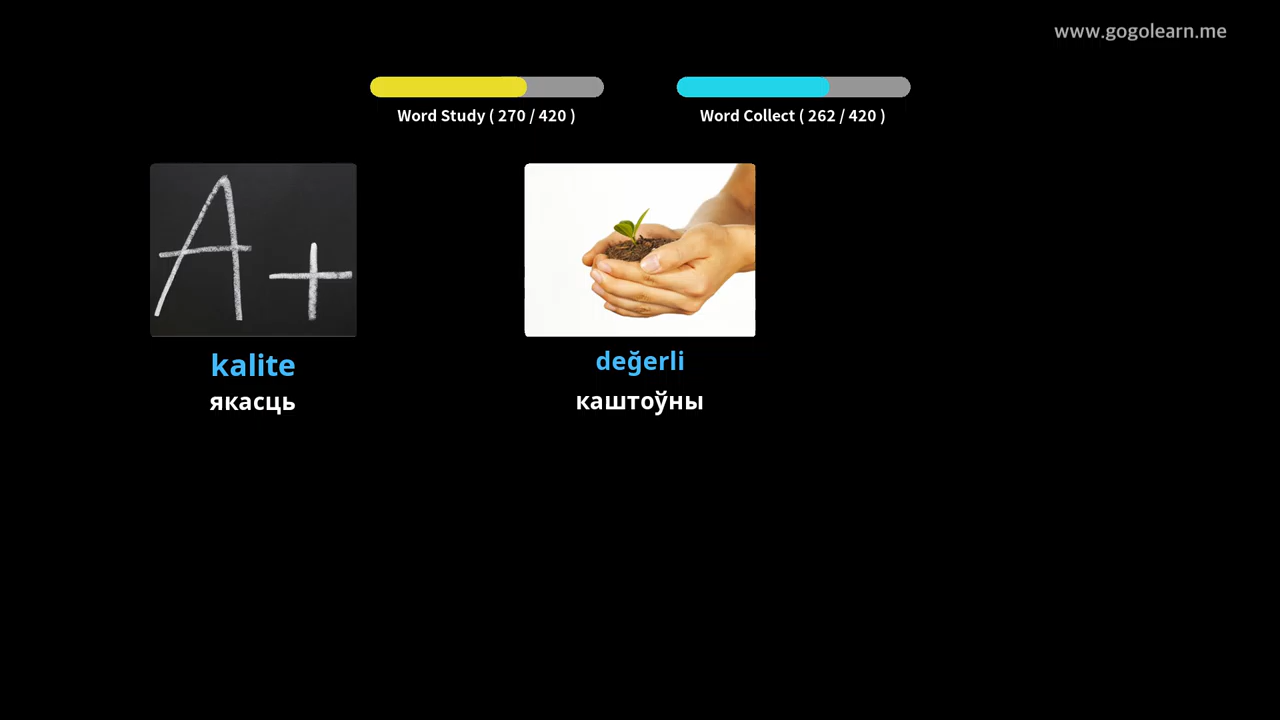 www.gogolearn.me
Word Study ( 270 / 420 )
Word Collect ( 262 / 420 )
A+
kalite
якасць
değerli
каштоўны